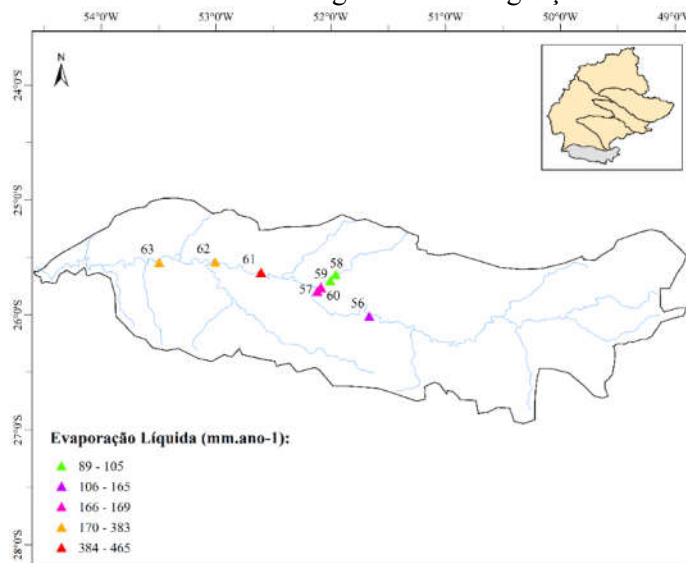 54°0'W 53°0'W 52°0'W 51°0'W 50°0'W 49°0'W
N
24°0'S
25°0'S
26°0'S
27°0'S
28°0'S
63
62
61
58
59
57
60
56
Evaporação Líquida (mm.ano-1):
89 - 105
106 - 165
166 - 169
170 - 383
384 - 465